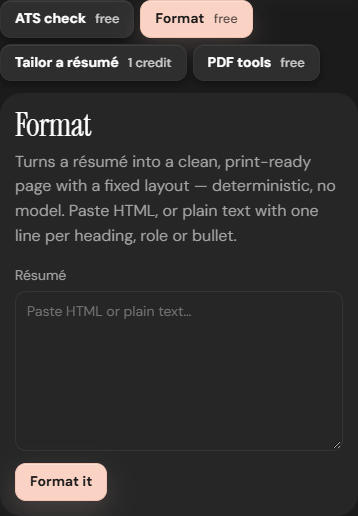 ATS check free
Format free
Tailor a résumé 1 credit
PDF tools free
Format
Turns a résumé into a clean, print-ready
page with a fixed layout — deterministic, no
model. Paste HTML, or plain text with one
line per heading, role or bullet.
Résumé
Paste HTML or plain text...
Format it